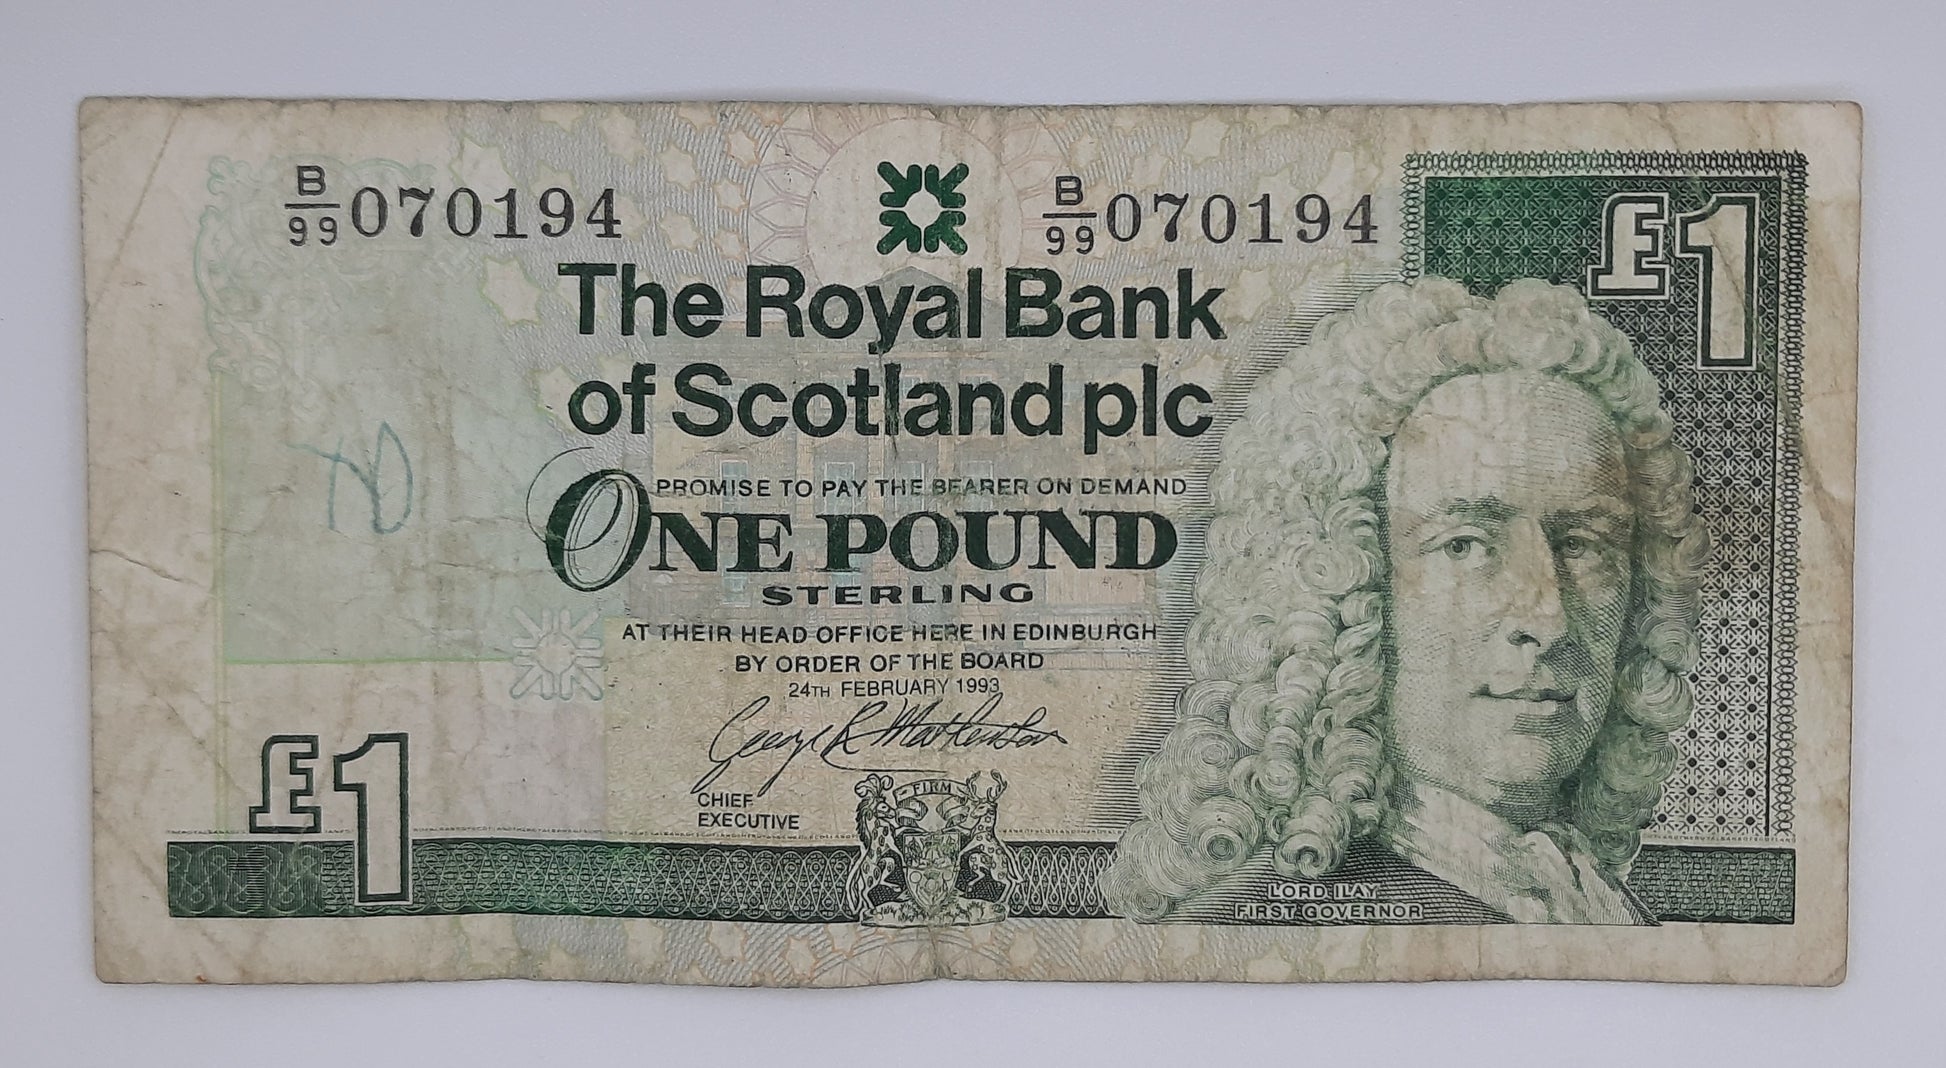 B/99 070194
B/99 070194
£1
The Royal Bank
of Scotland plc
PROMISE TO PAY THE BEARER ON DEMAND
ONE POUND
STERLING
AT THEIR HEAD OFFICE HERE IN EDINBURGH
BY ORDER OF THE BOARD
24TH FEBRUARY 1993
George R Mathewson
CHIEF
EXECUTIVE
£1
FIRM
LORD ILAY
FIRST GOVERNOR